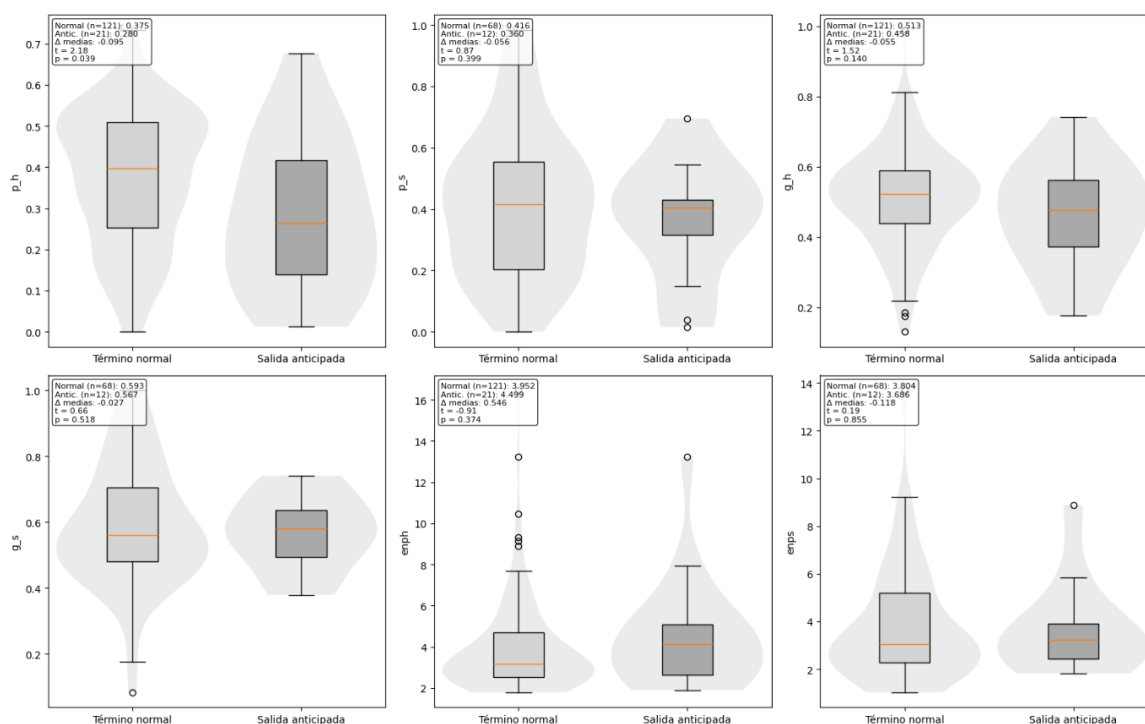 Normal (n=121): 0.375
Antic. (n=21): 0.280
Δ medias: -0.095
t = 2.18
p = 0.039
0.7
0.6
0.5
0.4
0.3
0.2
0.1
0.0
p_h
Término normal
Salida anticipada
Normal (n=68): 0.416
Antic. (n=12): 0.360
Δ medias: -0.056
t = 0.87
p = 0.399
1.0
0.8
0.6
0.4
0.2
0.0
p_s
Término normal
Salida anticipada
Normal (n=121): 0.513
Antic. (n=21): 0.458
Δ medias: -0.055
t = 1.52
p = 0.140
1.0
0.8
0.6
0.4
0.2
g_h
Término normal
Salida anticipada
Normal (n=68): 0.593
Antic. (n=12): 0.567
Δ medias: -0.027
t = 0.66
p = 0.518
1.0
0.8
0.6
0.4
0.2
g_s
Término normal
Salida anticipada
Normal (n=121): 3.952
Antic. (n=21): 4.499
Δ medias: 0.546
t = -0.91
p = 0.374
16
14
12
10
8
6
4
2
enph
Término normal
Salida anticipada
Normal (n=68): 3.804
Antic. (n=12): 3.686
Δ medias: -0.118
t = 0.19
p = 0.855
14
12
10
8
6
4
2
enps
Término normal
Salida anticipada